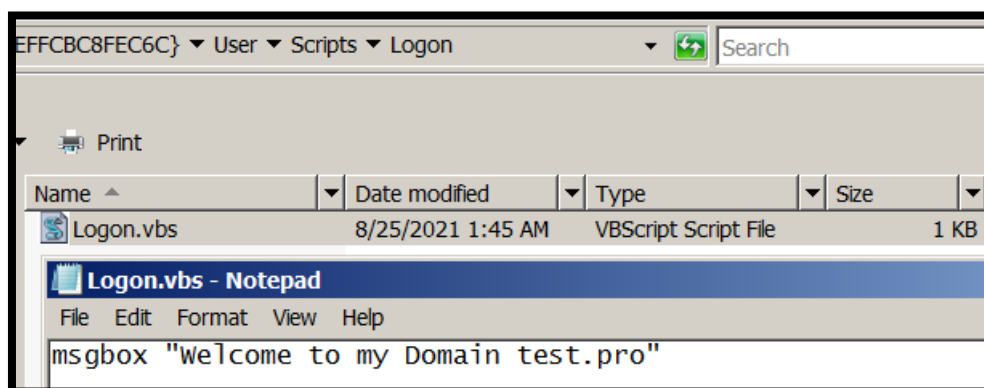 EFFCBC8FEC6C} User Scripts Logon Search
Print
Name Date modified Type Size
Logon.vbs 8/25/2021 1:45 AM VBScript Script File 1 KB
Logon.vbs - Notepad
File Edit Format View Help
msgbox "Welcome to my Domain test.pro"